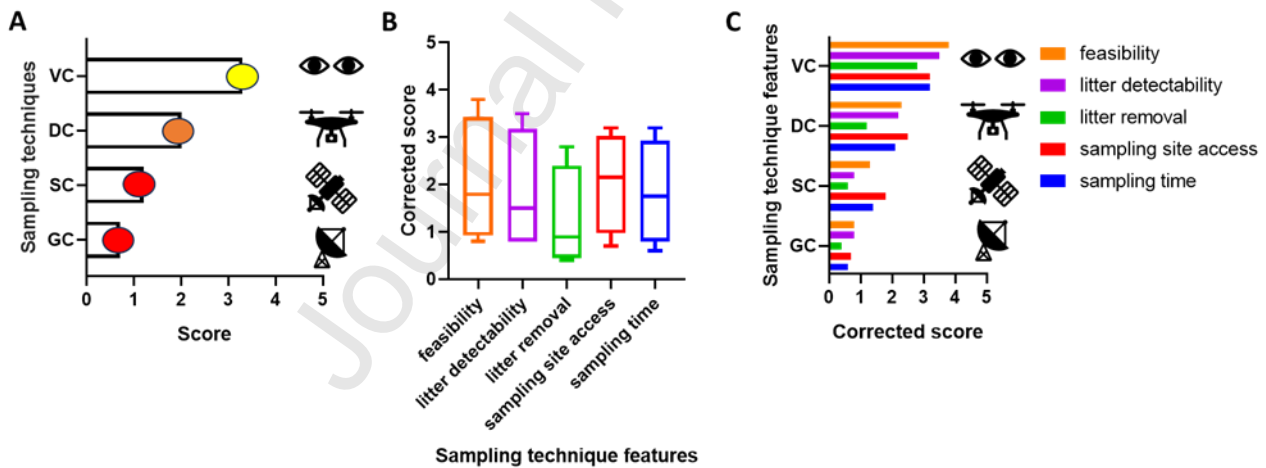 A
Sampling techniques
VC
DC
SC
GC
0 1 2 3 4 5
Score
B
Corrected score
5
4
3
2
1
0
feasibility
litter detectability
litter removal
sampling site access
sampling time
Sampling technique features
C
Sampling technique features
VC
DC
SC
GC
0 1 2 3 4 5
Corrected score
feasibility
litter detectability
litter removal
sampling site access
sampling time
Journal